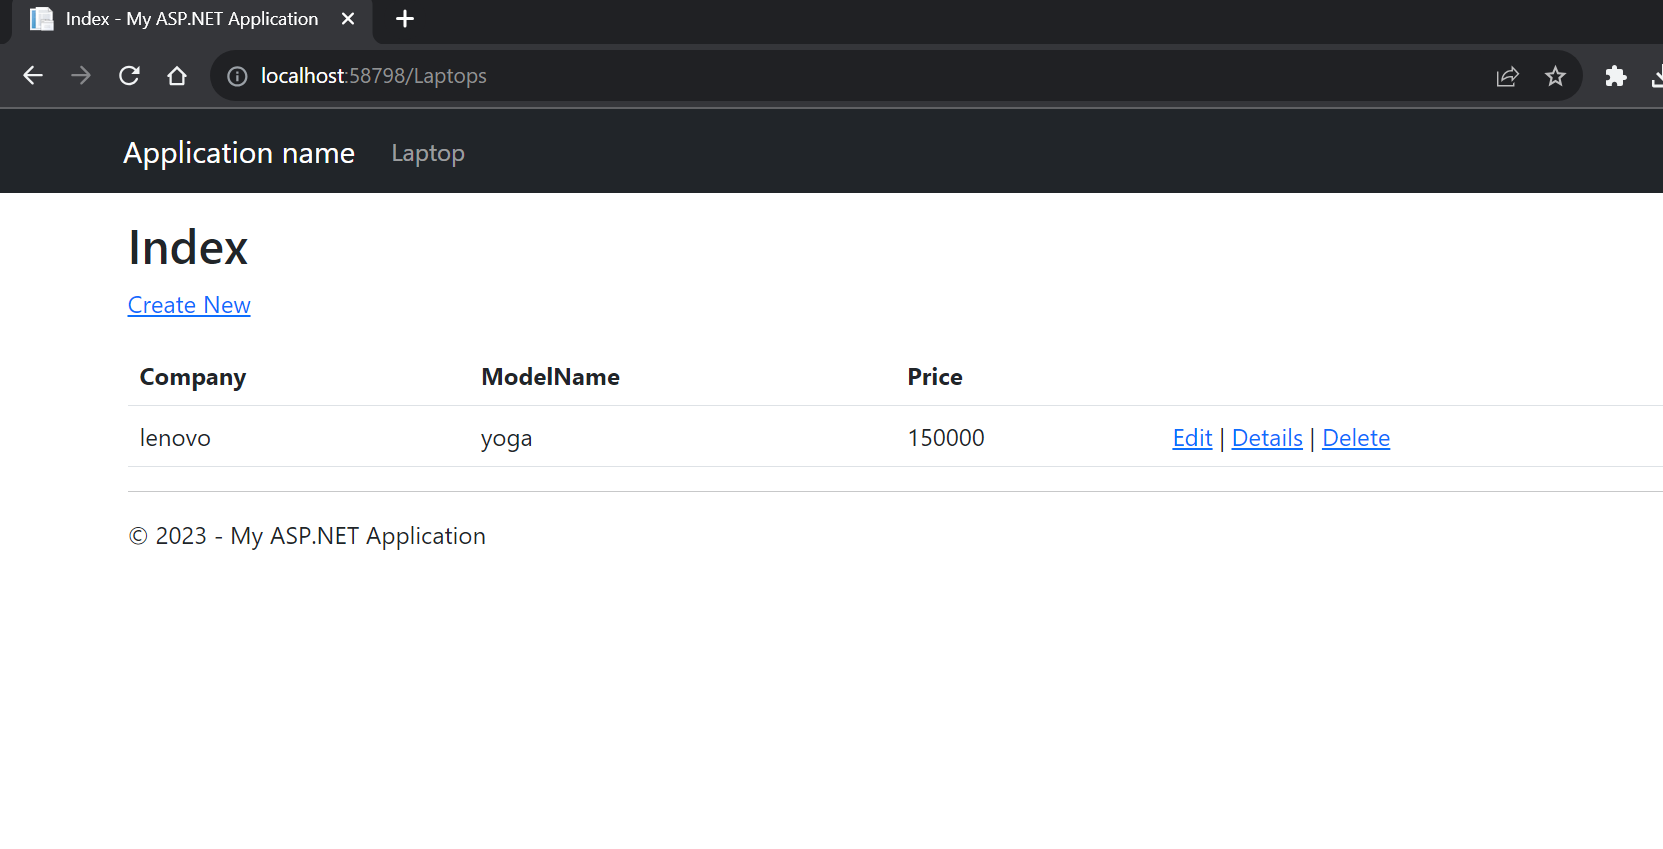 Index - My ASP.NET Application
localhost:58798/Laptops
Application name Laptop
Index
Create New
Company ModelName Price
lenovo yoga 150000 Edit | Details | Delete
© 2023 - My ASP.NET Application